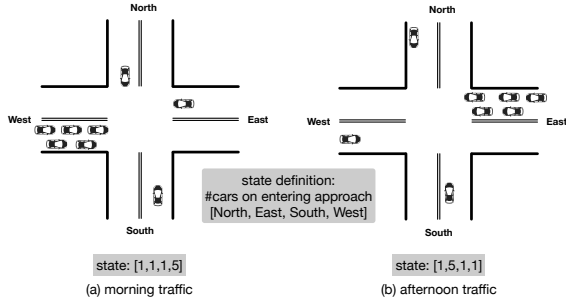 North
North
West
East
West
East
state definition:
#cars on entering approach
[North, East, South, West]
South
South
state: [1,1,1,5]
state: [1,5,1,1]
(a) morning traffic
(b) afternoon traffic